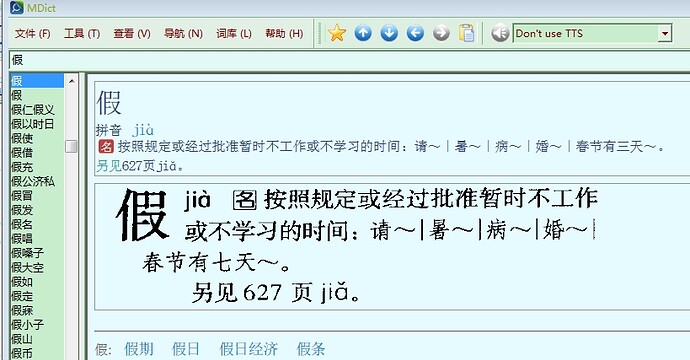 MDict
文件 (F) 工具 (T) 查看 (V) 导航 (N) 词库 (L) 帮助 (H) Don't use TTS
假
假
假
假仁假义
假以时日
假使
假借
假充
假公济私
假冒
假发
假名
假唱
假嗓子
假大空
假如
假定
假寐
假小子
假山
假币
假
拼音 jià
名 按照规定或经过批准暂时不工作或不学习的时间：请～｜暑～｜病～｜婚～｜春节有三天～。
另见627页jiǎ。
假 jià 名 按照规定或经过批准暂时不工作
或不学习的时间：请～｜暑～｜病～｜婚～｜
春节有七天～。
另见 627 页 jiǎ。
假: 假期 假日 假日经济 假条